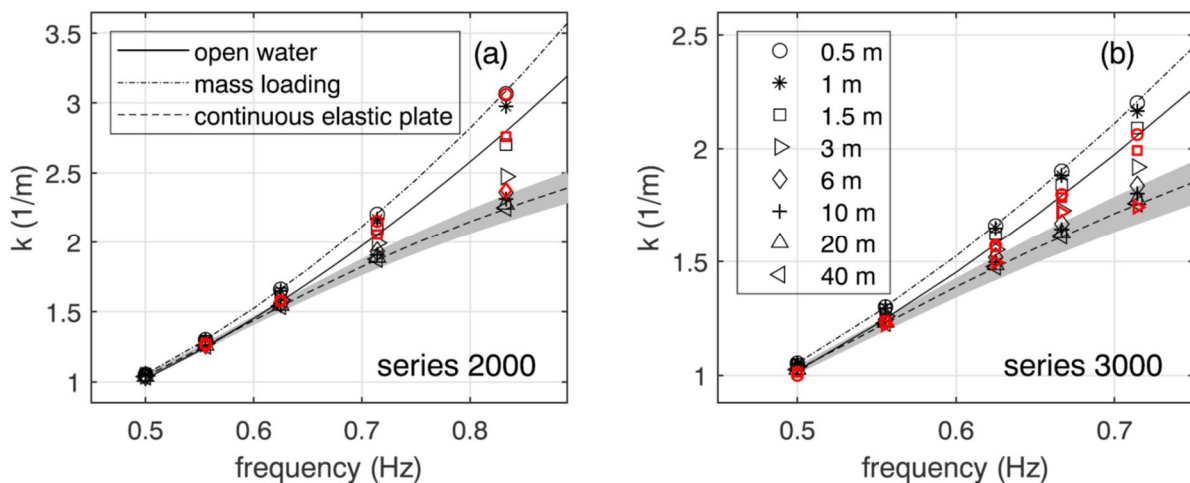 3.5
3
2.5
2
1.5
1
k (1/m)
0.5
0.6
0.7
0.8
frequency (Hz)
open water
mass loading
continuous elastic plate
(a)
series 2000
2.5
2
1.5
1
k (1/m)
0.5
0.6
0.7
frequency (Hz)
0.5 m
1 m
1.5 m
3 m
6 m
10 m
20 m
40 m
(b)
series 3000